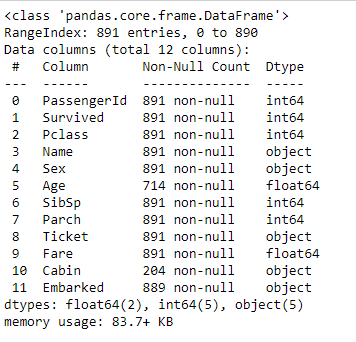 <class 'pandas.core.frame.DataFrame'>
RangeIndex: 891 entries, 0 to 890
Data columns (total 12 columns):
 #   Column       Non-Null Count  Dtype
---  ------       --------------  -----
 0   PassengerId  891 non-null    int64
 1   Survived     891 non-null    int64
 2   Pclass       891 non-null    int64
 3   Name         891 non-null    object
 4   Sex          891 non-null    object
 5   Age          714 non-null    float64
 6   SibSp        891 non-null    int64
 7   Parch        891 non-null    int64
 8   Ticket       891 non-null    object
 9   Fare         891 non-null    float64
 10  Cabin        204 non-null    object
 11  Embarked     889 non-null    object
dtypes: float64(2), int64(5), object(5)
memory usage: 83.7+ KB